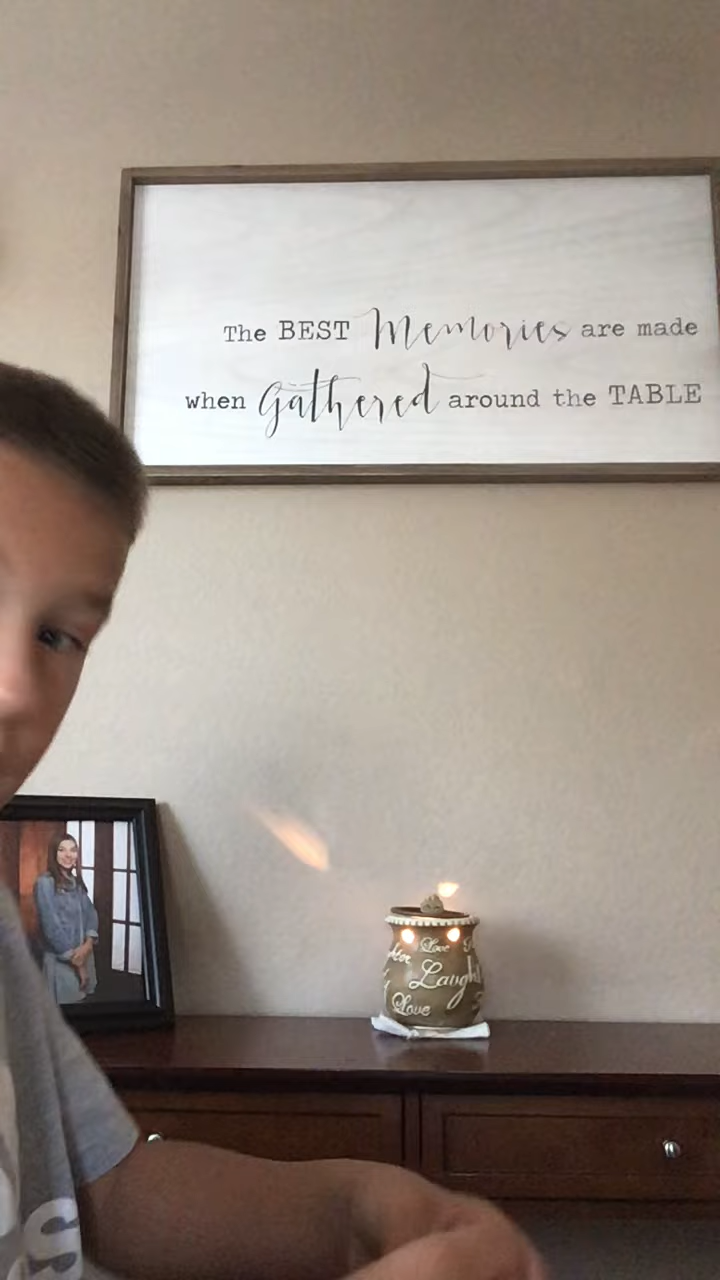 The BEST Memories are made
when Gathered around the TABLE
Love
Laugh
Love